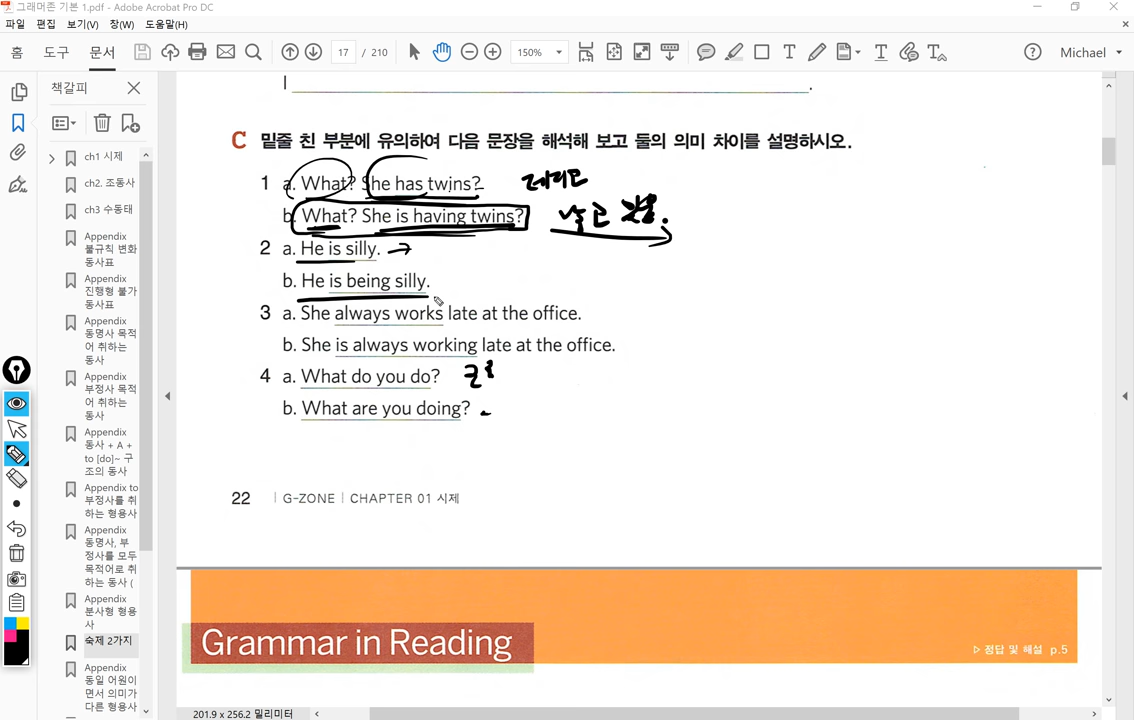 그래머존 기본 1.pdf - Adobe Acrobat Pro DC
파일 편집 보기(V) 창(W) 도움말(H)
홈 도구 문서 17 / 210 150% Michael
책갈피
ch1 시제
ch2. 조동사
ch3 수동태
Appendix
불규칙 변화
동사표
Appendix
진행형 불가
동사표
Appendix
동명사 목적
어 취하는
동사
Appendix
부정사 목적
어 취하는
동사
Appendix
동사 + A +
to [do]~ 구
조의 동사
Appendix to
부정사를 취
하는 형용사
Appendix
동명사, 부
정사를 모두
목적어로 취
하는 동사 (
Appendix
분사형 형용
사
숙제 2가지
Appendix
동일 어원이
면서 의미가
다른 형용사
I .
C 밑줄 친 부분에 유의하여 다음 문장을 해석해 보고 둘의 의미 차이를 설명하시오.
1 a. What? She has twins?
b. What? She is having twins? 낳고 있음.
2 a. He is silly.
b. He is being silly.
3 a. She always works late at the office.
b. She is always working late at the office.
4 a. What do you do?
b. What are you doing?
22 | G-ZONE | CHAPTER 01 시제
Grammar in Reading
▷ 정답 및 해설 p.5
201.9 x 256.2 밀리미터